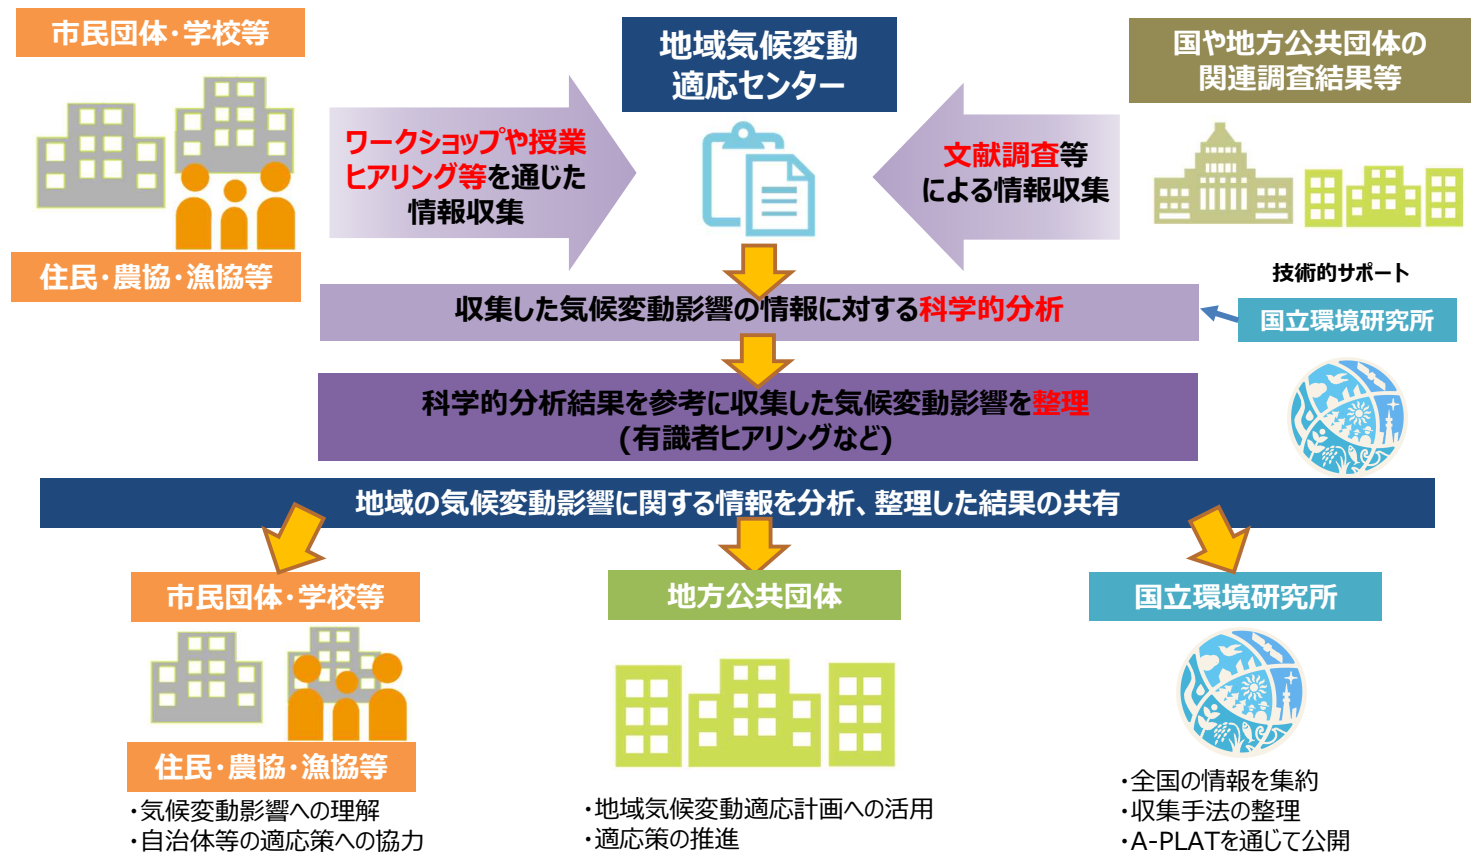 市民団体・学校等
地域気候変動
適応センター
国や地方公共団体の
関連調査結果等
ワークショップや授業
ヒアリング等を通じた
情報収集
文献調査等
による情報収集
住民・農協・漁協等
技術的サポート
収集した気候変動影響の情報に対する科学的分析
国立環境研究所
科学的分析結果を参考に収集した気候変動影響を整理
(有識者ヒアリングなど)
地域の気候変動影響に関する情報を分析、整理した結果の共有
市民団体・学校等
地方公共団体
国立環境研究所
住民・農協・漁協等
・気候変動影響への理解
・自治体等の適応策への協力
・地域気候変動適応計画への活用
・適応策の推進
・全国の情報を集約
・収集手法の整理
・A-PLATを通じて公開